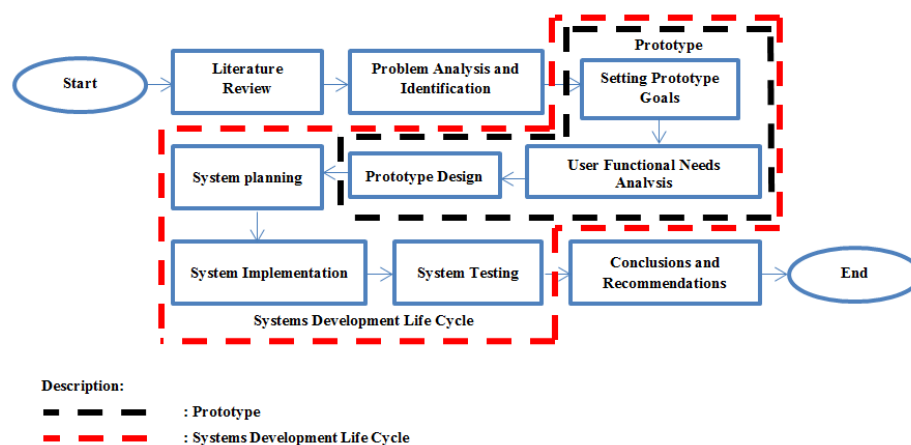 Prototype
Start
Literature
Review
Problem Analysis and
Identification
Setting Prototype
Goals
System planning
Prototype Design
User Functional Needs
Analysis
System Implementation
System Testing
Conclusions and
Recommendations
End
Systems Development Life Cycle
Description:
: Prototype
: Systems Development Life Cycle